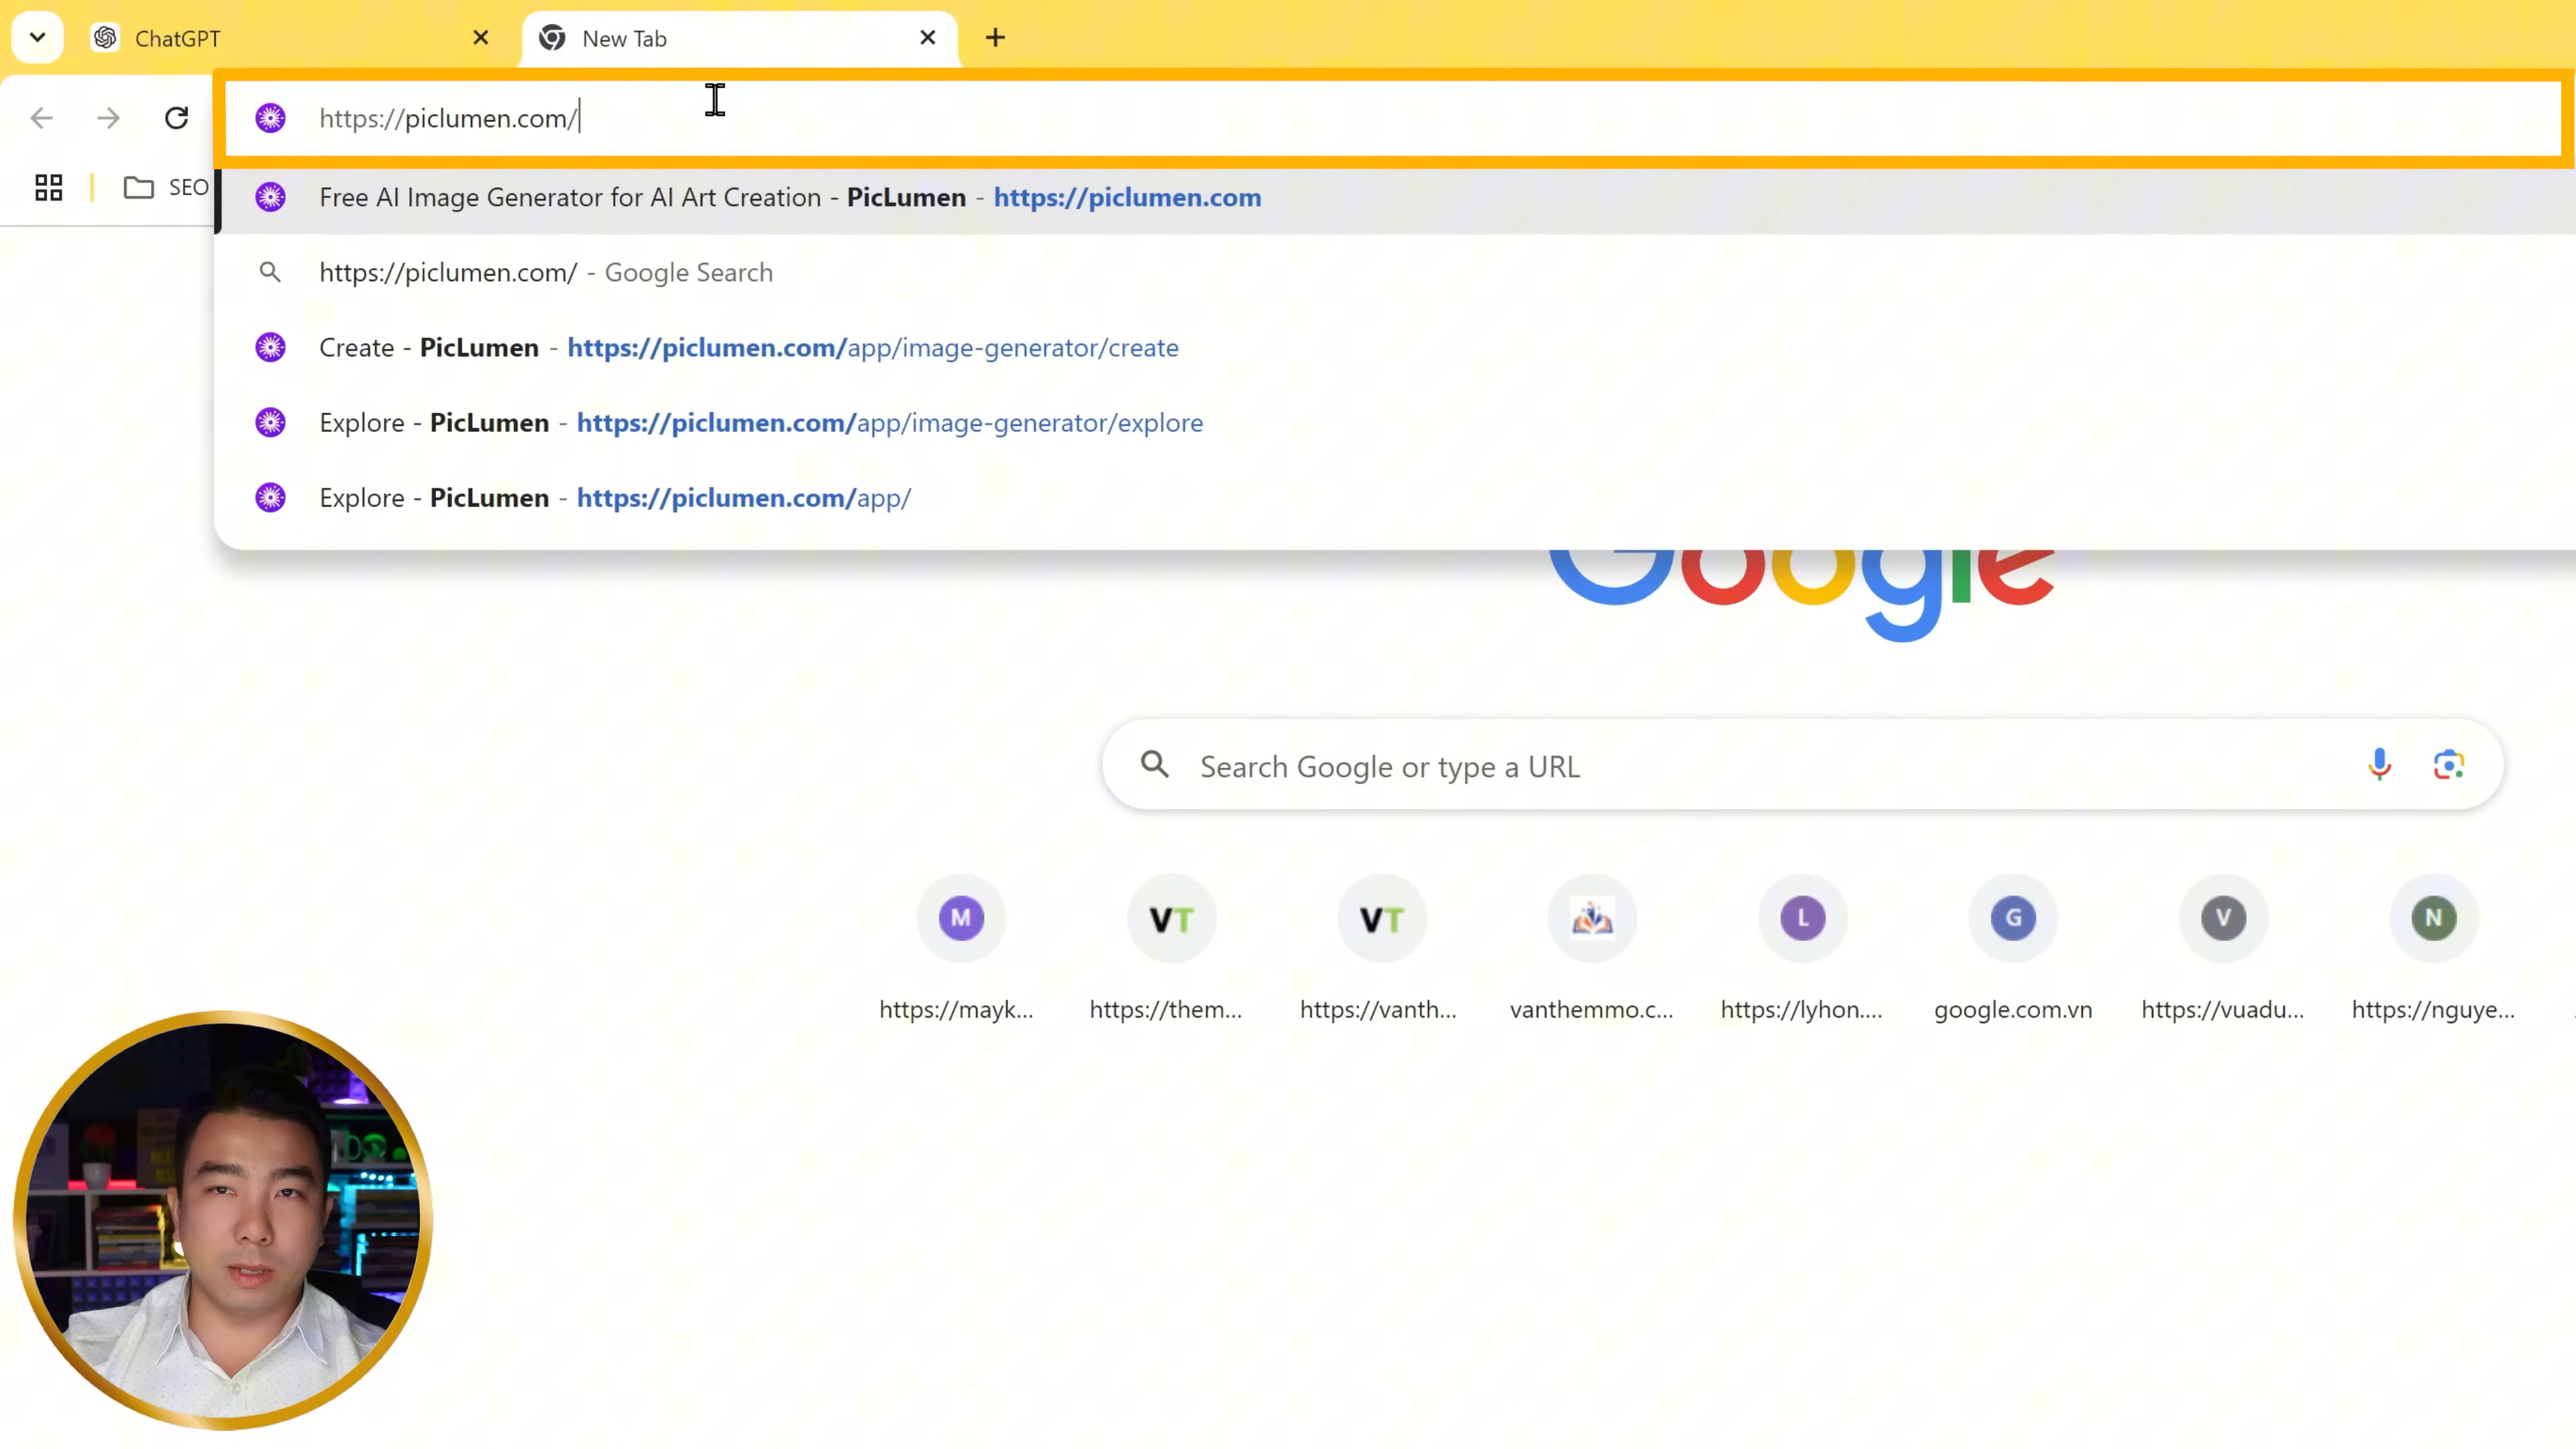 ChatGPT
New Tab
https://piclumen.com/
SEO
Free AI Image Generator for AI Art Creation - PicLumen - https://piclumen.com
https://piclumen.com/ - Google Search
Create - PicLumen - https://piclumen.com/app/image-generator/create
Explore - PicLumen - https://piclumen.com/app/image-generator/explore
Explore - PicLumen - https://piclumen.com/app/
Google
Search Google or type a URL
M VT VT L G V N
https://mayk... https://them... https://vanth... vanthemmo.c... https://lyhon.... google.com.vn https://vuadu... https://nguye...